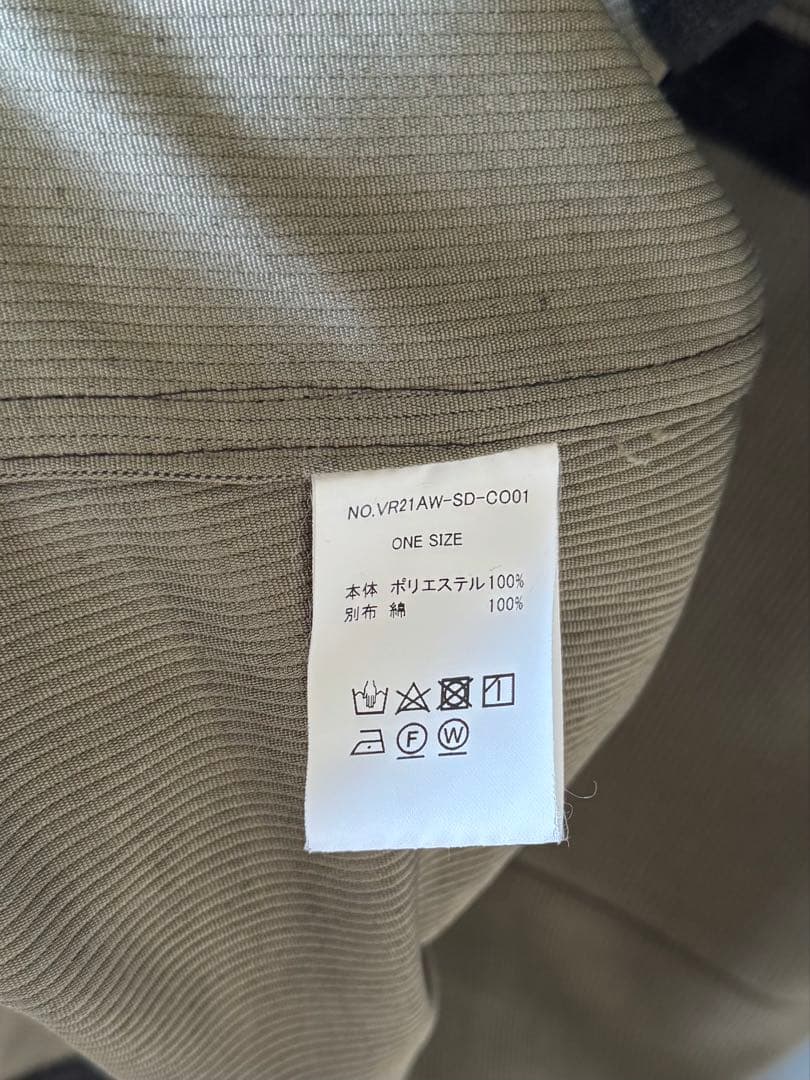 NO.VR21AW-SD-CO01
ONE SIZE
本体 ポリエステル100%
別布 綿 100%
F W